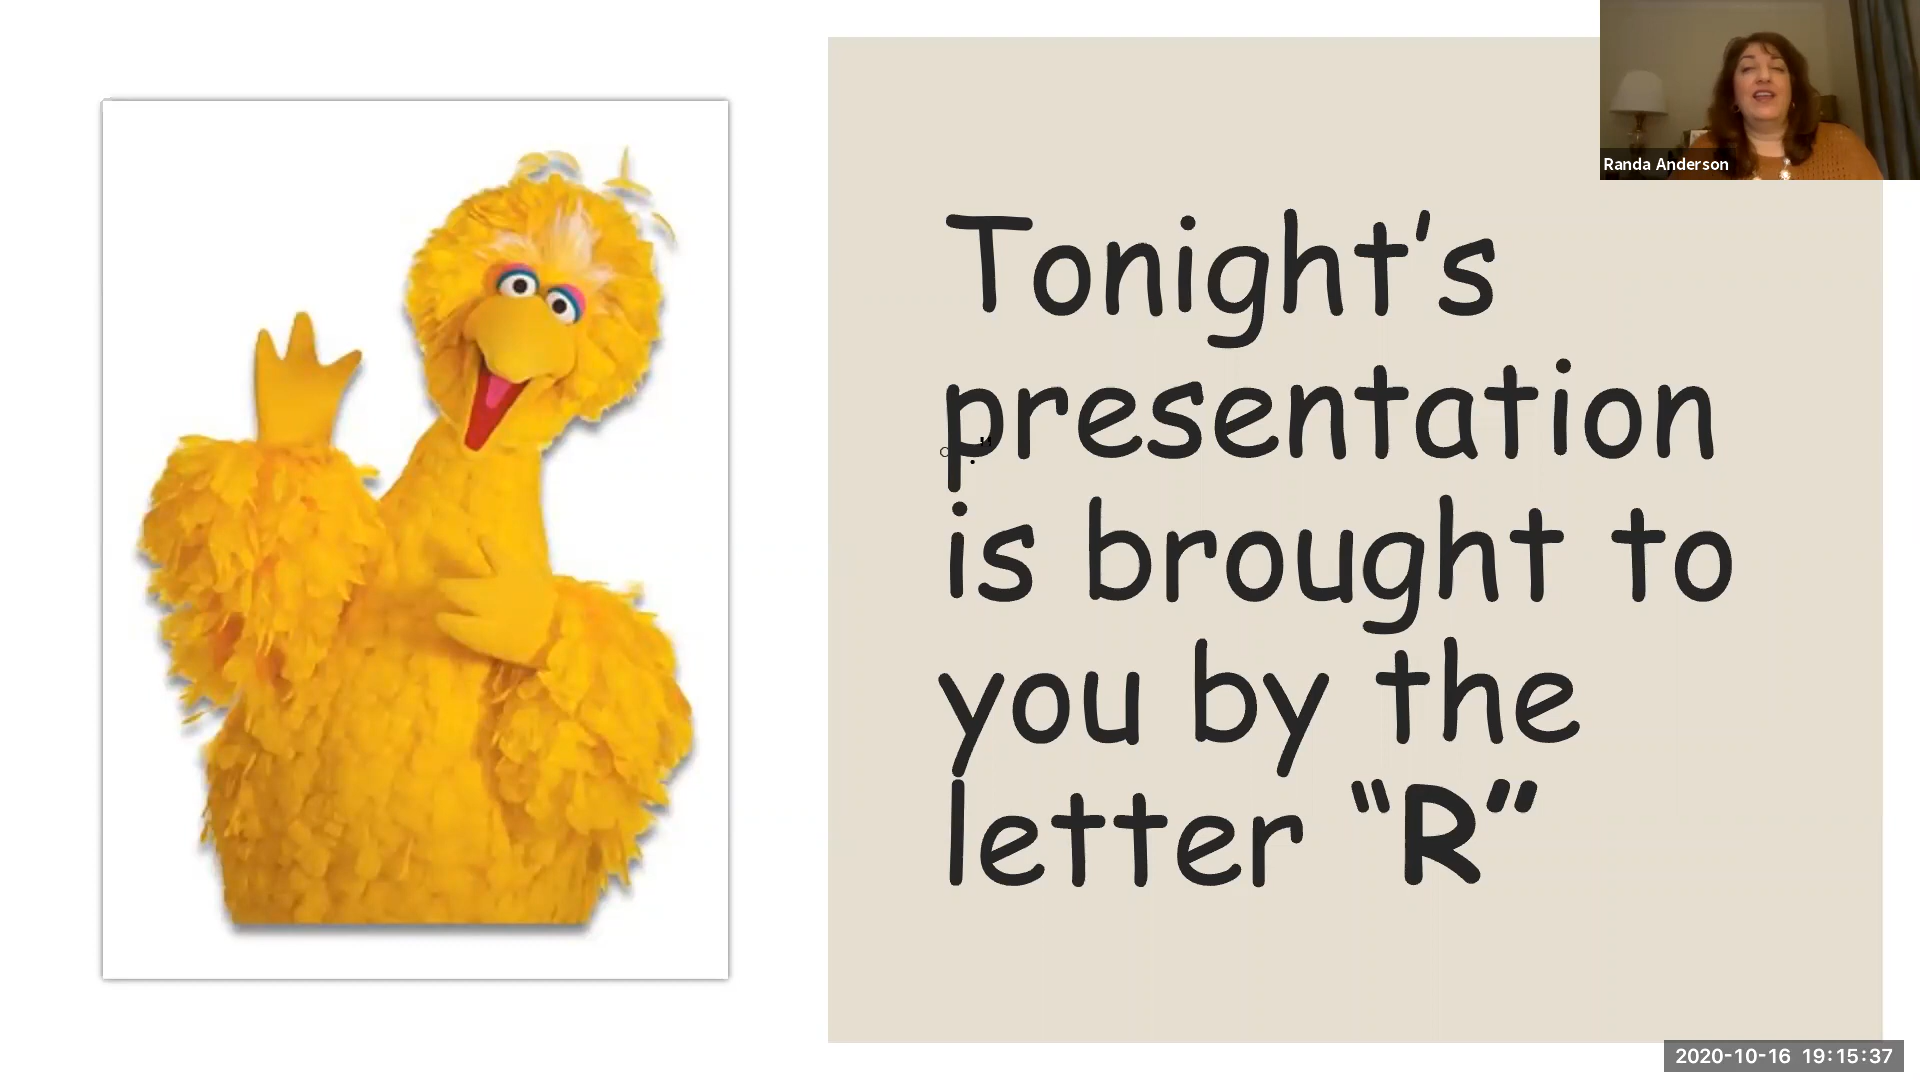 Randa Anderson
Tonight’s
presentation
is brought to
you by the
letter “R”
2020-10-16 19:15:37